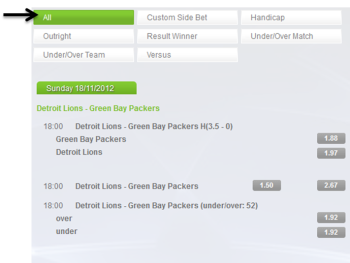 All Custom Side Bet Handicap
Outright Result Winner Under/Over Match
Under/Over Team Versus
Sunday 18/11/2012
Detroit Lions - Green Bay Packers
18:00 Detroit Lions - Green Bay Packers H(3.5 - 0)
Green Bay Packers 1.88
Detroit Lions 1.97
18:00 Detroit Lions - Green Bay Packers 1.50 2.67
18:00 Detroit Lions - Green Bay Packers (under/over: 52)
over 1.92
under 1.92